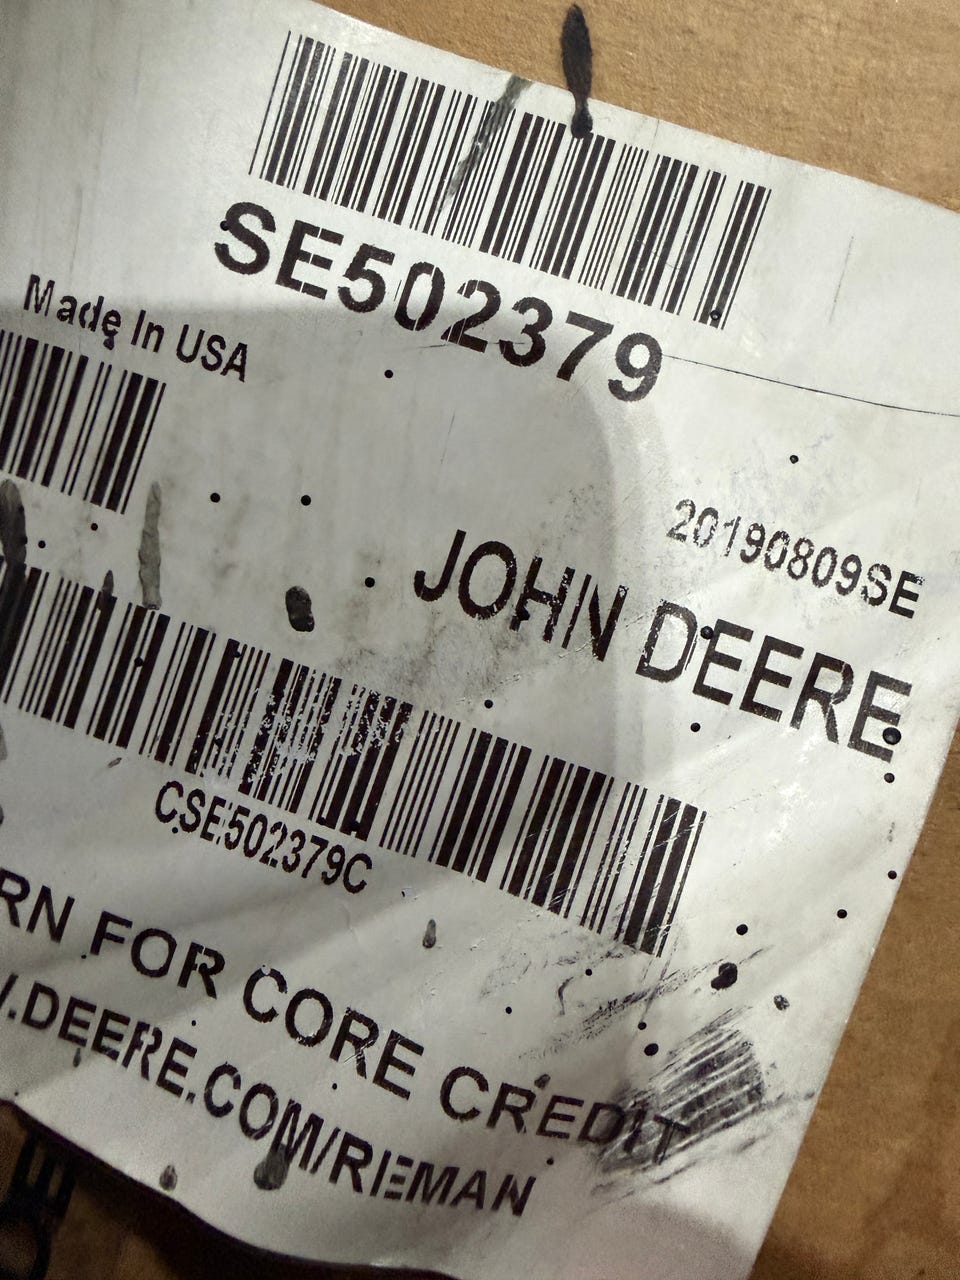 SE502379
Made In USA
20190809SE
JOHN DEERE
CSE502379C
RN FOR CORE CREDIT
.DEERE.COM/REMAN